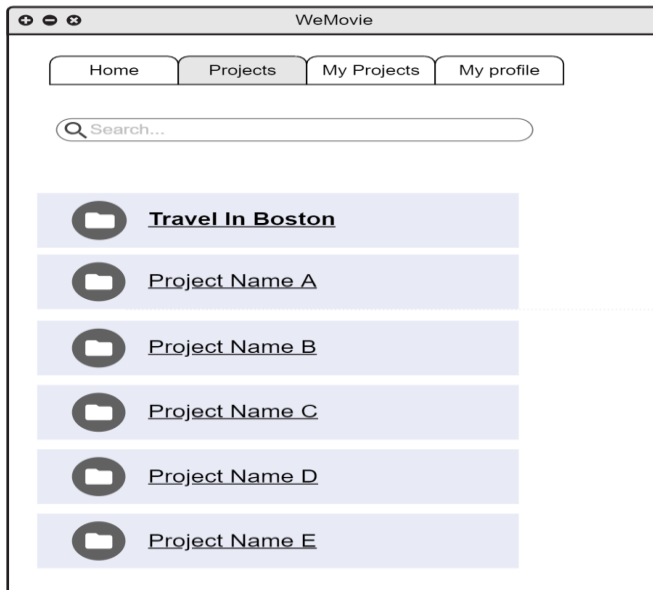 WeMovie
Home Projects My Projects My profile
Search...
Travel In Boston
Project Name A
Project Name B
Project Name C
Project Name D
Project Name E